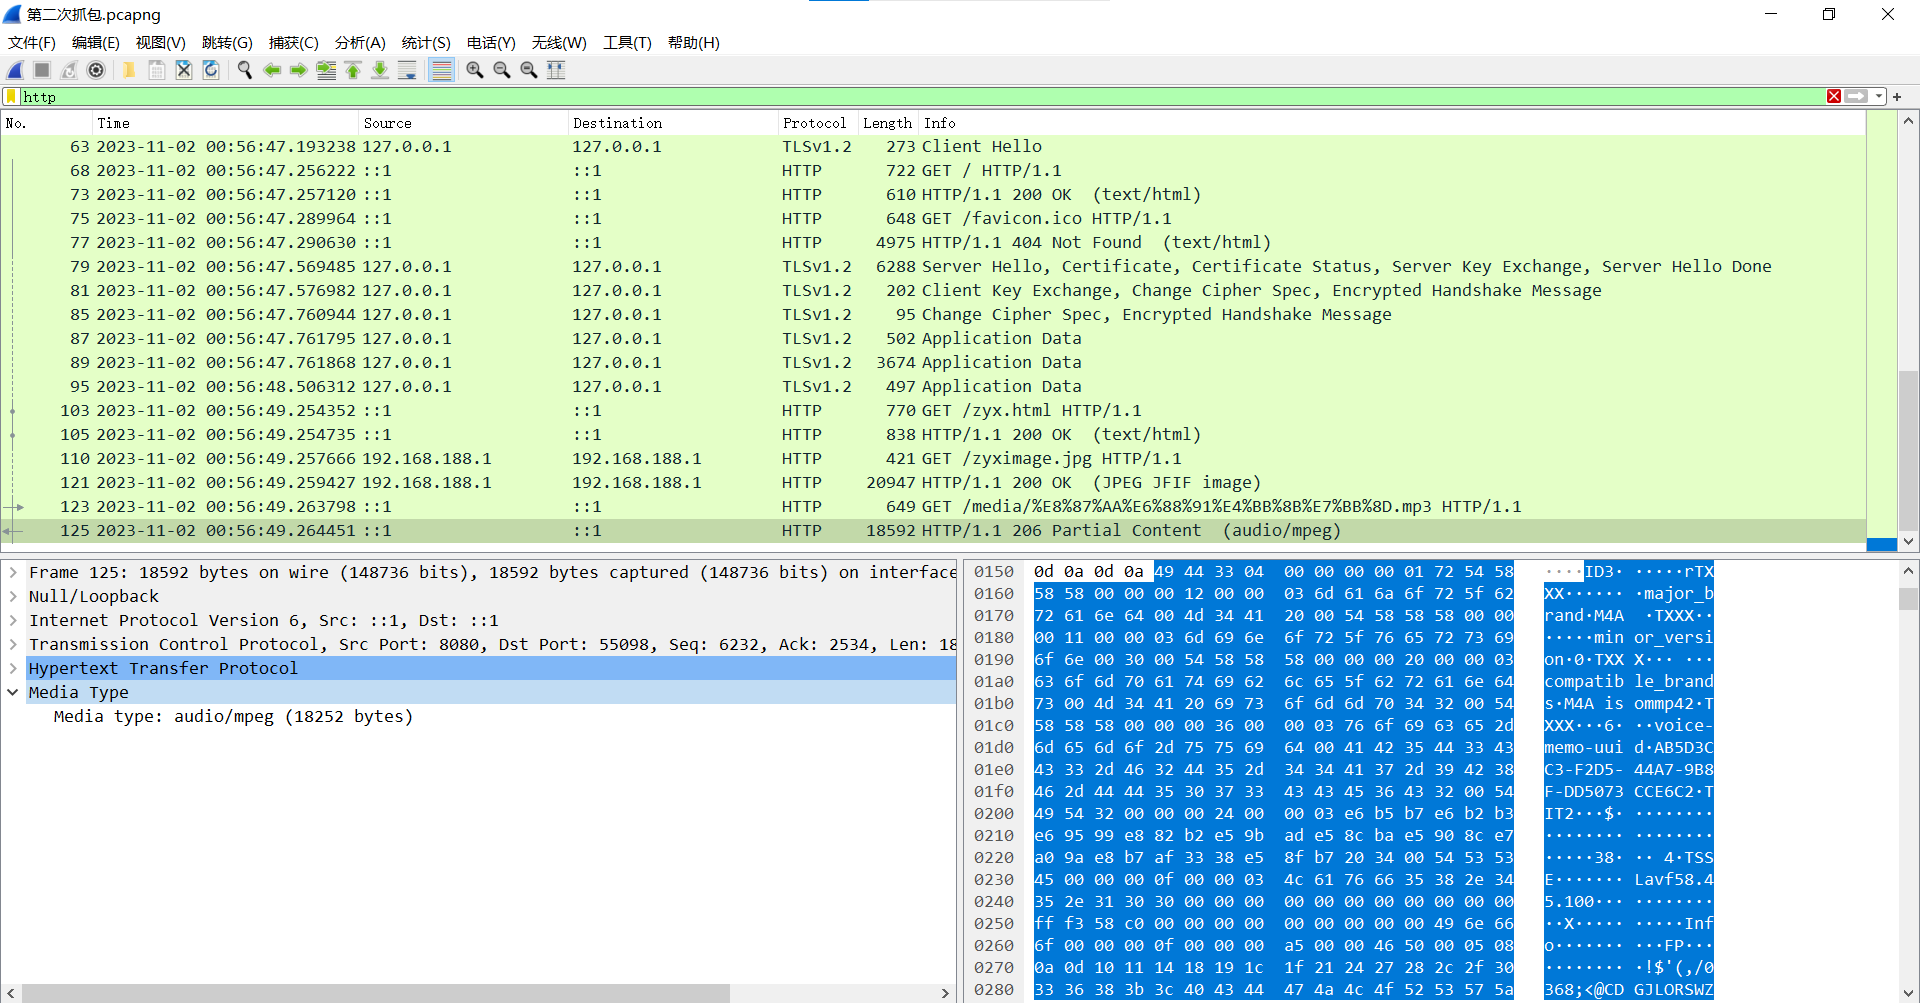 第二次抓包.pcapng
文件(F) 编辑(E) 视图(V) 跳转(G) 捕获(C) 分析(A) 统计(S) 电话(Y) 无线(W) 工具(T) 帮助(H)
http
No. Time Source Destination Protocol Length Info
63 2023-11-02 00:56:47.193238 127.0.0.1 127.0.0.1 TLSv1.2 273 Client Hello
68 2023-11-02 00:56:47.256222 ::1 ::1 HTTP 722 GET / HTTP/1.1
73 2023-11-02 00:56:47.257120 ::1 ::1 HTTP 610 HTTP/1.1 200 OK (text/html)
75 2023-11-02 00:56:47.289964 ::1 ::1 HTTP 648 GET /favicon.ico HTTP/1.1
77 2023-11-02 00:56:47.290630 ::1 ::1 HTTP 4975 HTTP/1.1 404 Not Found (text/html)
79 2023-11-02 00:56:47.569485 127.0.0.1 127.0.0.1 TLSv1.2 6288 Server Hello, Certificate, Certificate Status, Server Key Exchange, Server Hello Done
81 2023-11-02 00:56:47.576982 127.0.0.1 127.0.0.1 TLSv1.2 202 Client Key Exchange, Change Cipher Spec, Encrypted Handshake Message
85 2023-11-02 00:56:47.760944 127.0.0.1 127.0.0.1 TLSv1.2 95 Change Cipher Spec, Encrypted Handshake Message
87 2023-11-02 00:56:47.761795 127.0.0.1 127.0.0.1 TLSv1.2 502 Application Data
89 2023-11-02 00:56:47.761868 127.0.0.1 127.0.0.1 TLSv1.2 3674 Application Data
95 2023-11-02 00:56:48.506312 127.0.0.1 127.0.0.1 TLSv1.2 497 Application Data
103 2023-11-02 00:56:49.254352 ::1 ::1 HTTP 770 GET /zyx.html HTTP/1.1
105 2023-11-02 00:56:49.254735 ::1 ::1 HTTP 838 HTTP/1.1 200 OK (text/html)
110 2023-11-02 00:56:49.257666 192.168.188.1 192.168.188.1 HTTP 421 GET /zyximage.jpg HTTP/1.1
121 2023-11-02 00:56:49.259427 192.168.188.1 192.168.188.1 HTTP 20947 HTTP/1.1 200 OK (JPEG JFIF image)
123 2023-11-02 00:56:49.263798 ::1 ::1 HTTP 649 GET /media/%E8%87%AA%E6%88%91%E4%BB%8B%E7%BB%8D.mp3 HTTP/1.1
125 2023-11-02 00:56:49.264451 ::1 ::1 HTTP 18592 HTTP/1.1 206 Partial Content (audio/mpeg)
Frame 125: 18592 bytes on wire (148736 bits), 18592 bytes captured (148736 bits) on interface
Null/Loopback
Internet Protocol Version 6, Src: ::1, Dst: ::1
Transmission Control Protocol, Src Port: 8080, Dst Port: 55098, Seq: 6232, Ack: 2534, Len: 18
Hypertext Transfer Protocol
Media Type
Media type: audio/mpeg (18252 bytes)
0150 0d 0a 0d 0a 49 44 33 04 00 00 00 00 01 72 54 58 ····ID3· ·····rTX
0160 58 58 00 00 00 12 00 00 03 6d 61 6a 6f 72 5f 62 XX······ ·major_b
0170 72 61 6e 64 00 4d 34 41 20 00 54 58 58 58 00 00 rand·M4A ·TXXX··
0180 00 11 00 00 03 6d 69 6e 6f 72 5f 76 65 72 73 69 ·····min or_versi
0190 6f 6e 00 30 00 54 58 58 58 00 00 00 20 00 00 03 on·0·TXX X··· ···
01a0 63 6f 6d 70 61 74 69 62 6c 65 5f 62 72 61 6e 64 compatib le_brand
01b0 73 00 4d 34 41 20 69 73 6f 6d 6d 70 34 32 00 54 s·M4A is ommp42·T
01c0 58 58 58 00 00 00 36 00 00 03 76 6f 69 63 65 2d XXX···6· ··voice-
01d0 6d 65 6d 6f 2d 75 75 69 64 00 41 42 35 44 33 43 memo-uui d·AB5D3C
01e0 43 33 2d 46 32 44 35 2d 34 34 41 37 2d 39 42 38 C3-F2D5- 44A7-9B8
01f0 46 2d 44 44 35 30 37 33 43 43 45 36 43 32 00 54 F-DD5073 CCE6C2·T
0200 49 54 32 00 00 00 24 00 00 03 e6 b5 b7 e6 b2 b3 IT2···$· ········
0210 e6 95 99 e8 82 b2 e5 9b ad e5 8c ba e5 90 8c e7 ········ ········
0220 a0 9a e8 b7 af 33 38 e5 8f b7 20 34 00 54 53 53 ·····38· ·· 4·TSS
0230 45 00 00 00 0f 00 00 03 4c 61 76 66 35 38 2e 34 E······· Lavf58.4
0240 35 2e 31 30 30 00 00 00 00 00 00 00 00 00 00 00 5.100··· ········
0250 ff f3 58 c0 00 00 00 00 00 00 00 00 00 49 6e 66 ··X····· ·····Inf
0260 6f 00 00 00 0f 00 00 00 a5 00 00 46 50 00 05 08 o······· ···FP···
0270 0a 0d 10 11 14 18 19 1c 1f 21 24 27 28 2c 2f 30 ········ ·!$'(,/0
0280 33 36 38 3b 3c 40 43 44 47 4a 4c 4f 52 53 57 5a 368;<@CD GJLORSWZ